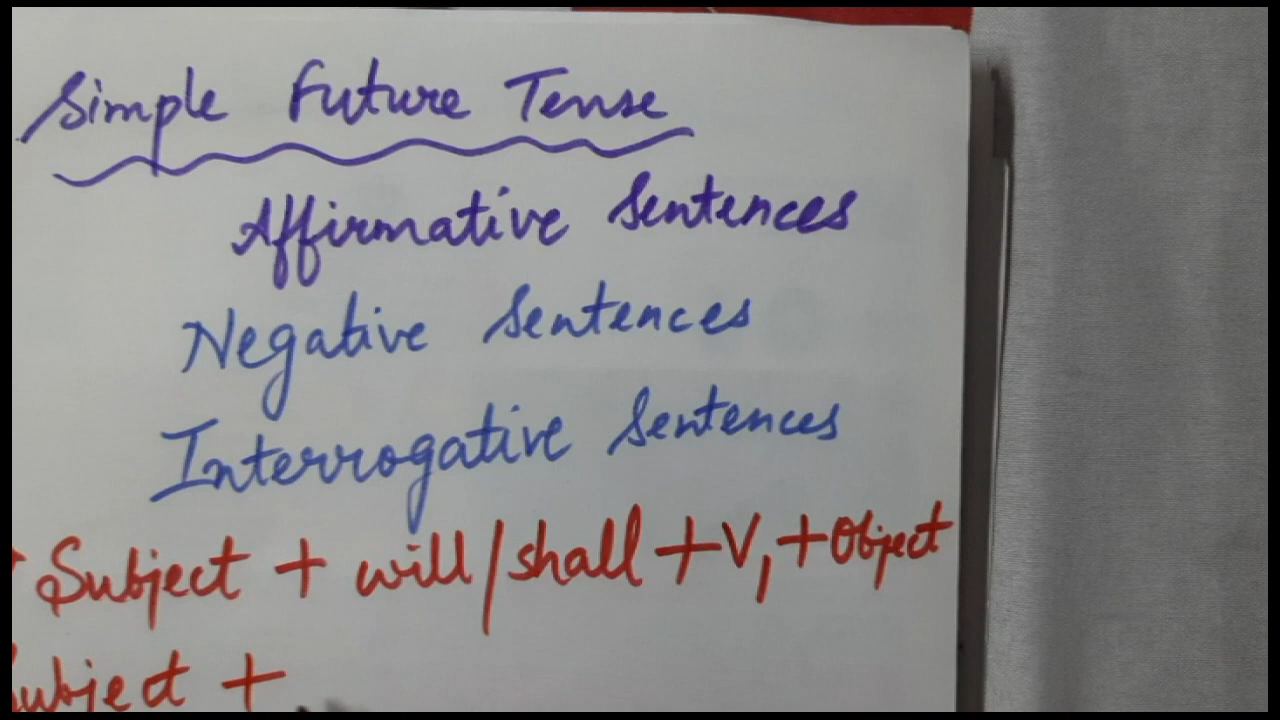 Simple Future Tense
Affirmative Sentences
Negative Sentences
Interrogative Sentences
Subject + will/shall + V₁ + Object
Subject +